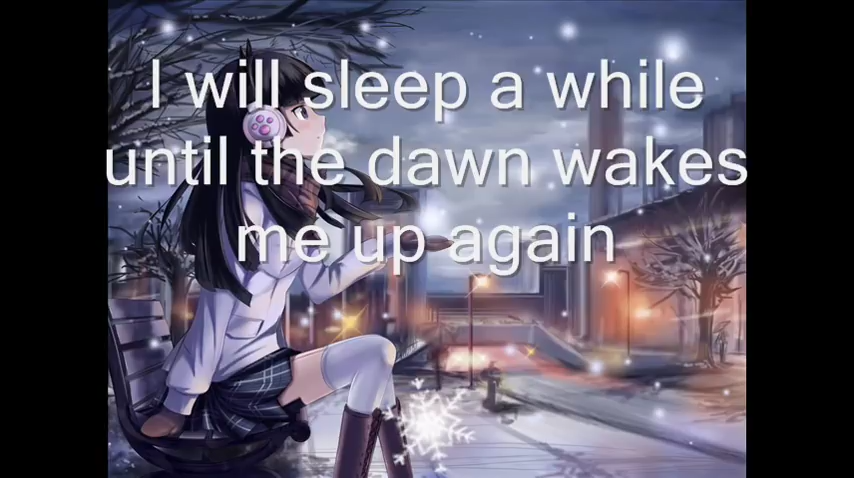 I will sleep a while
until the dawn wakes
me up again